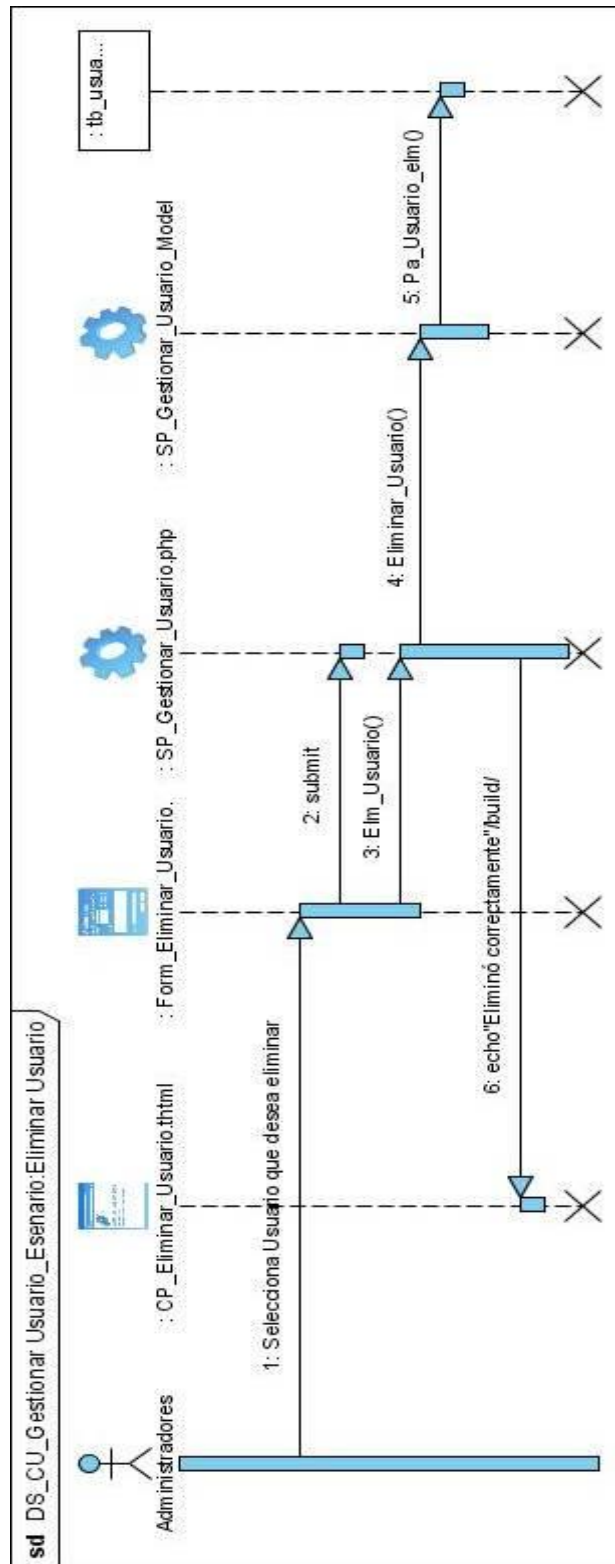 sd DS_CU_Gestionar Usuario_Esenario:Eliminar Usuario
Administradores
: CP_Eliminar_Usuario.thtml
: Form_Eliminar_Usuario.
: SP_Gestionar_Usuario.php
: SP_Gestionar_Usuario_Model
: tb_usua...
1: Selecciona Usuario que desea eliminar
2: submit
3: Elm_Usuario()
4: Eliminar_Usuario()
5: Pa_Usuario_elm()
6: echo"Eliminó correctamente"/build/